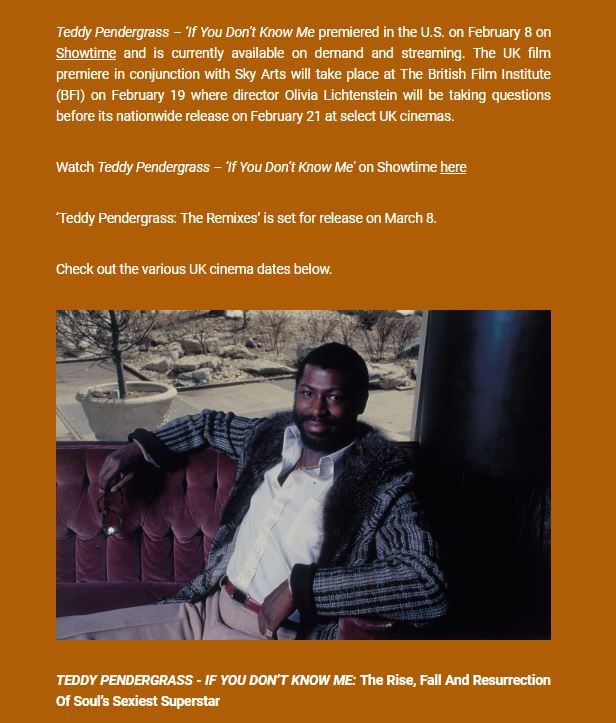 Teddy Pendergrass – ‘If You Don’t Know Me premiered in the U.S. on February 8 on
Showtime and is currently available on demand and streaming. The UK film
premiere in conjunction with Sky Arts will take place at The British Film Institute
(BFI) on February 19 where director Olivia Lichtenstein will be taking questions
before its nationwide release on February 21 at select UK cinemas.
Watch Teddy Pendergrass – ‘If You Don’t Know Me’ on Showtime here
‘Teddy Pendergrass: The Remixes’ is set for release on March 8.
Check out the various UK cinema dates below.
TEDDY PENDERGRASS - IF YOU DON’T KNOW ME: The Rise, Fall And Resurrection
Of Soul’s Sexiest Superstar